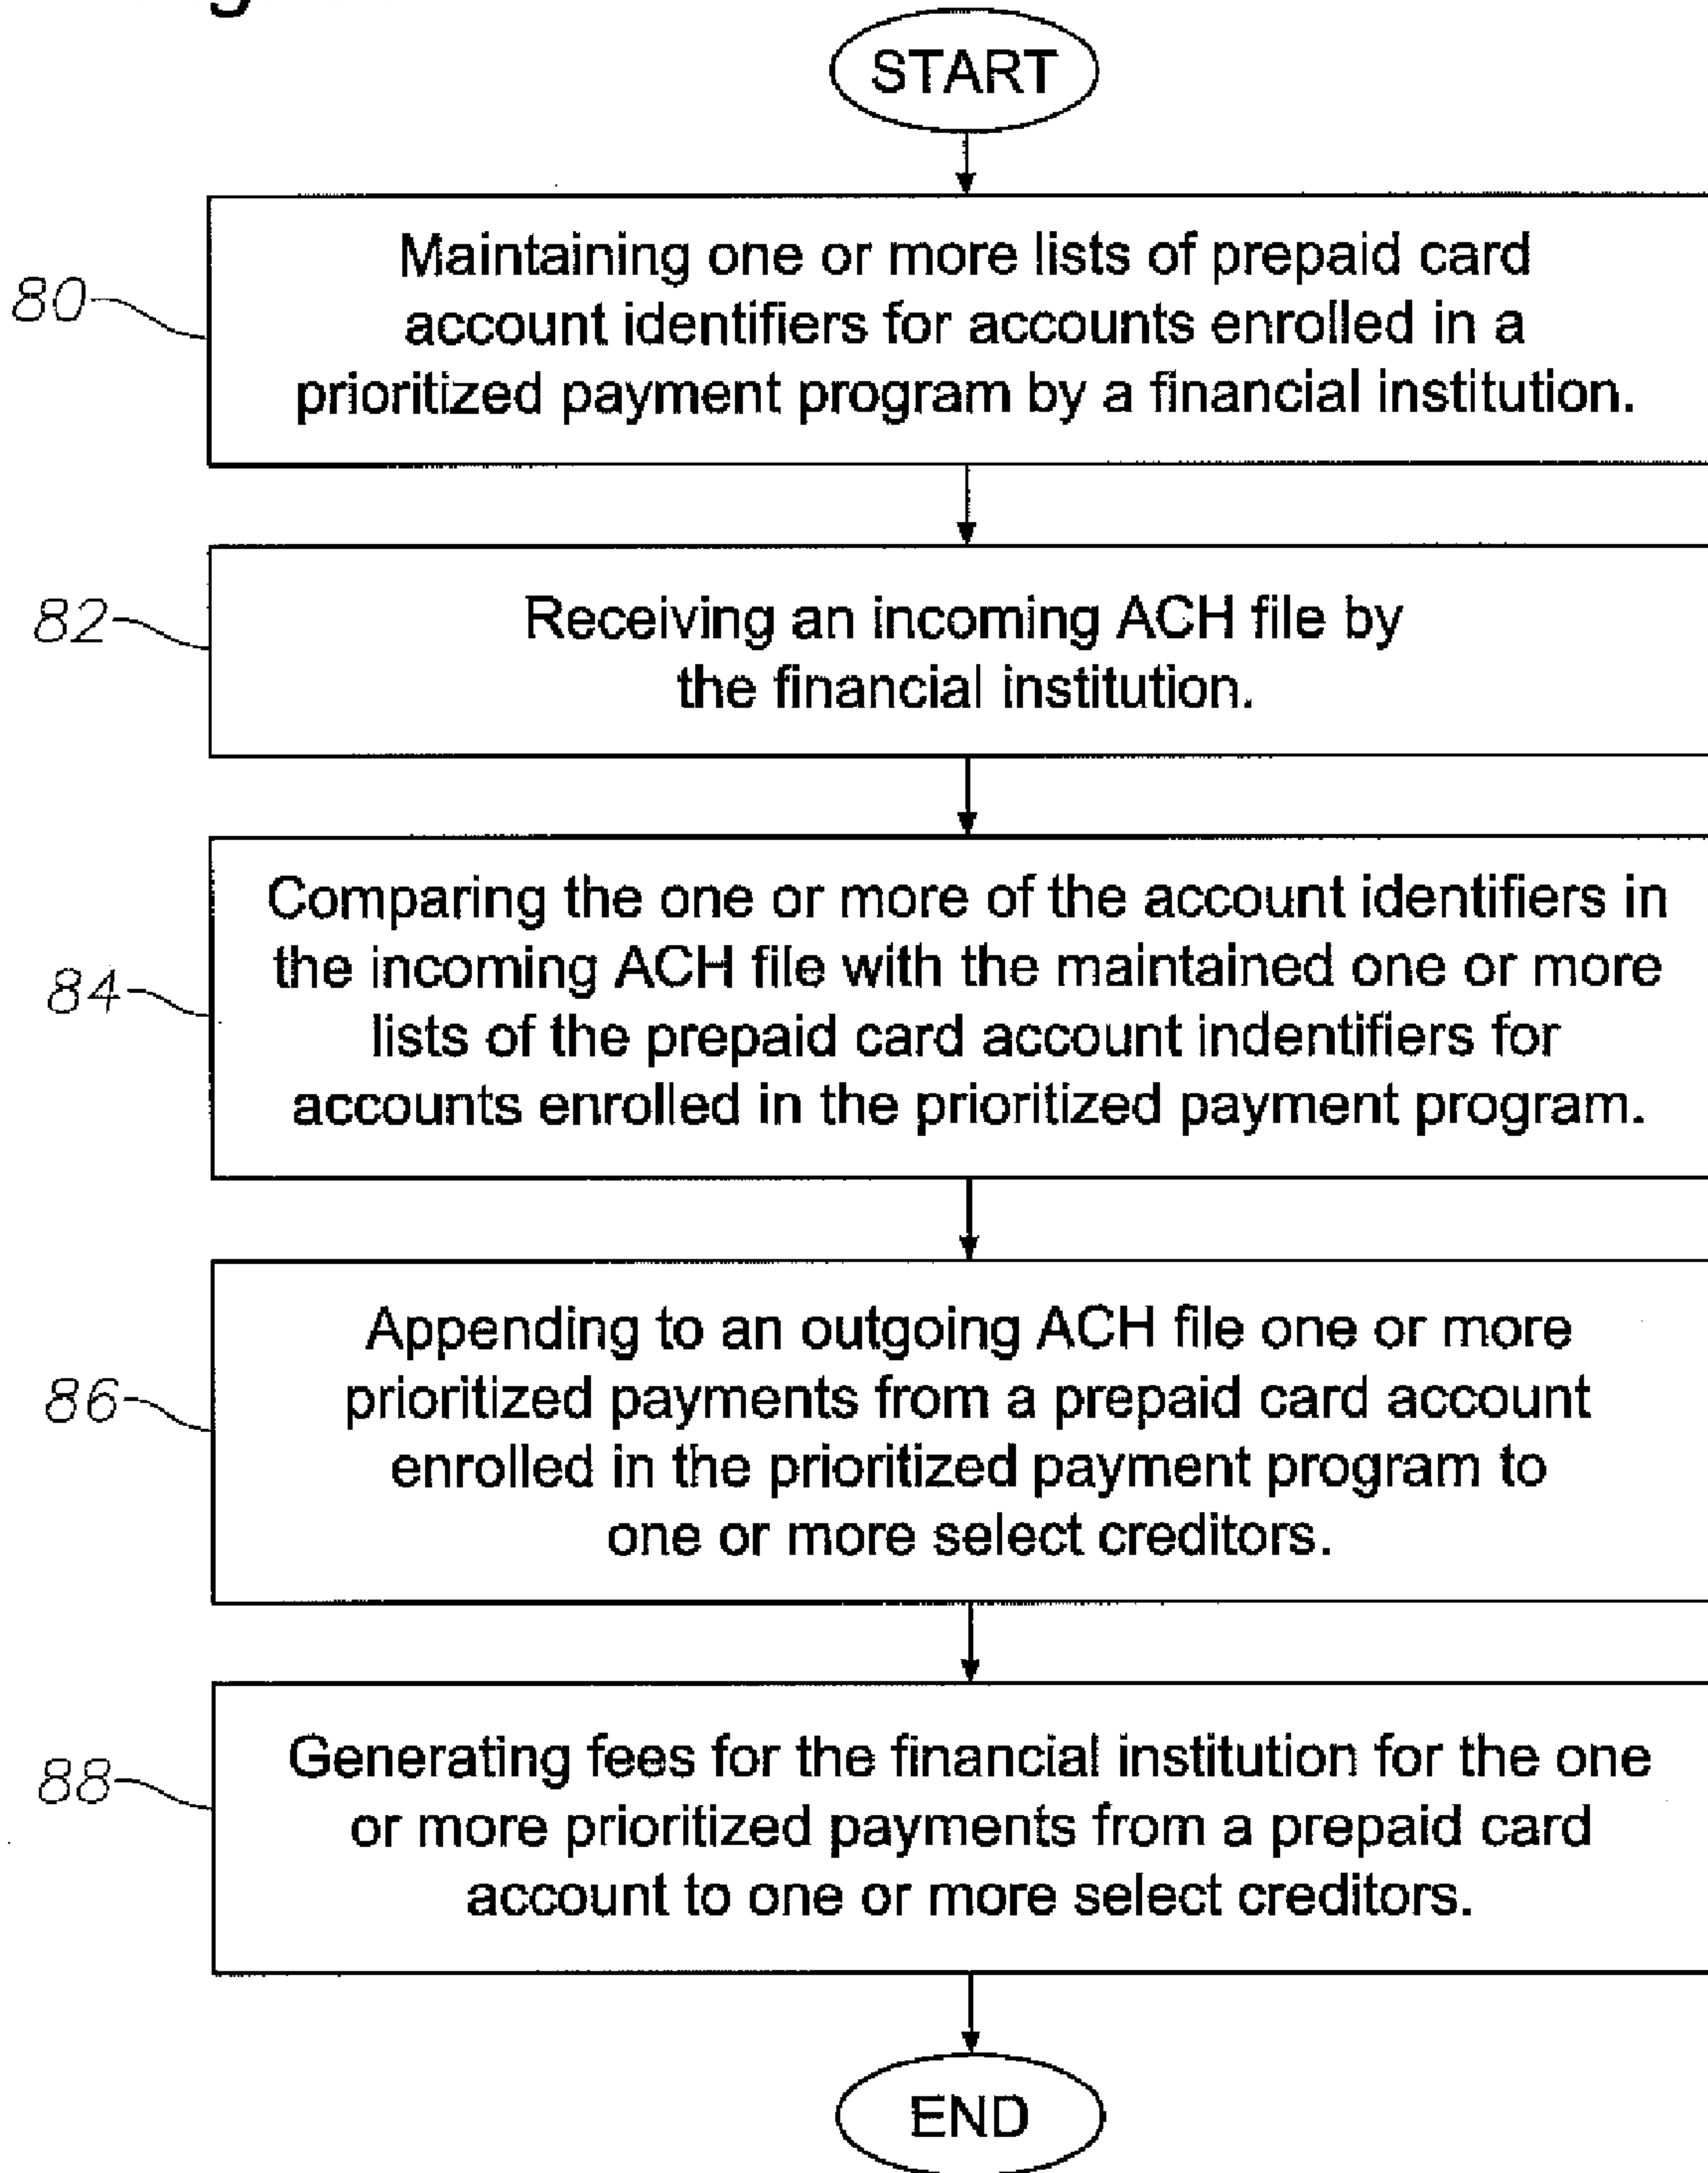 START
80
Maintaining one or more lists of prepaid card
account identifiers for accounts enrolled in a
prioritized payment program by a financial institution.
82
Receiving an incoming ACH file by
the financial institution.
84
Comparing the one or more of the account identifiers in
the incoming ACH file with the maintained one or more
lists of the prepaid card account indentifiers for
accounts enrolled in the prioritized payment program.
86
Appending to an outgoing ACH file one or more
prioritized payments from a prepaid card account
enrolled in the prioritized payment program to
one or more select creditors.
88
Generating fees for the financial institution for the one
or more prioritized payments from a prepaid card
account to one or more select creditors.
END